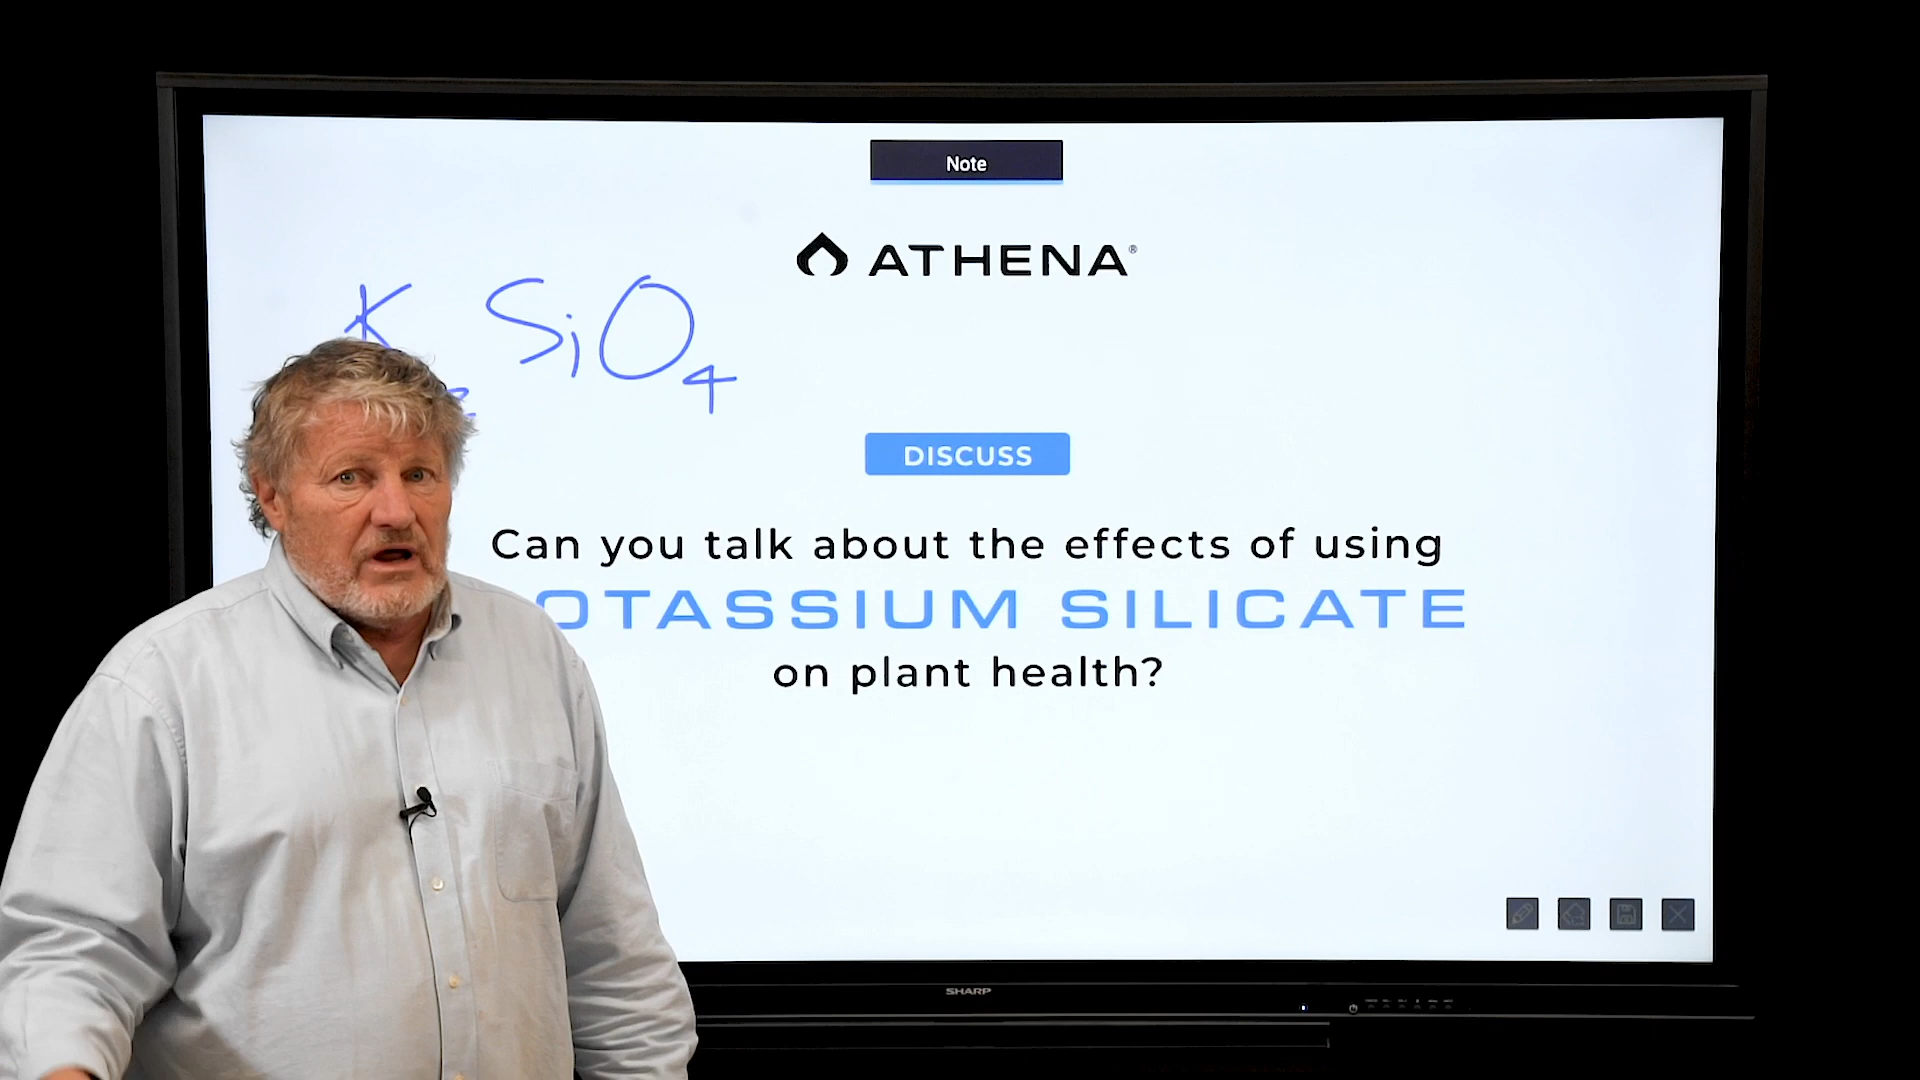 Note
ATHENA®
K SiO4
DISCUSS
Can you talk about the effects of using
OTASSIUM SILICATE
on plant health?
SHARP